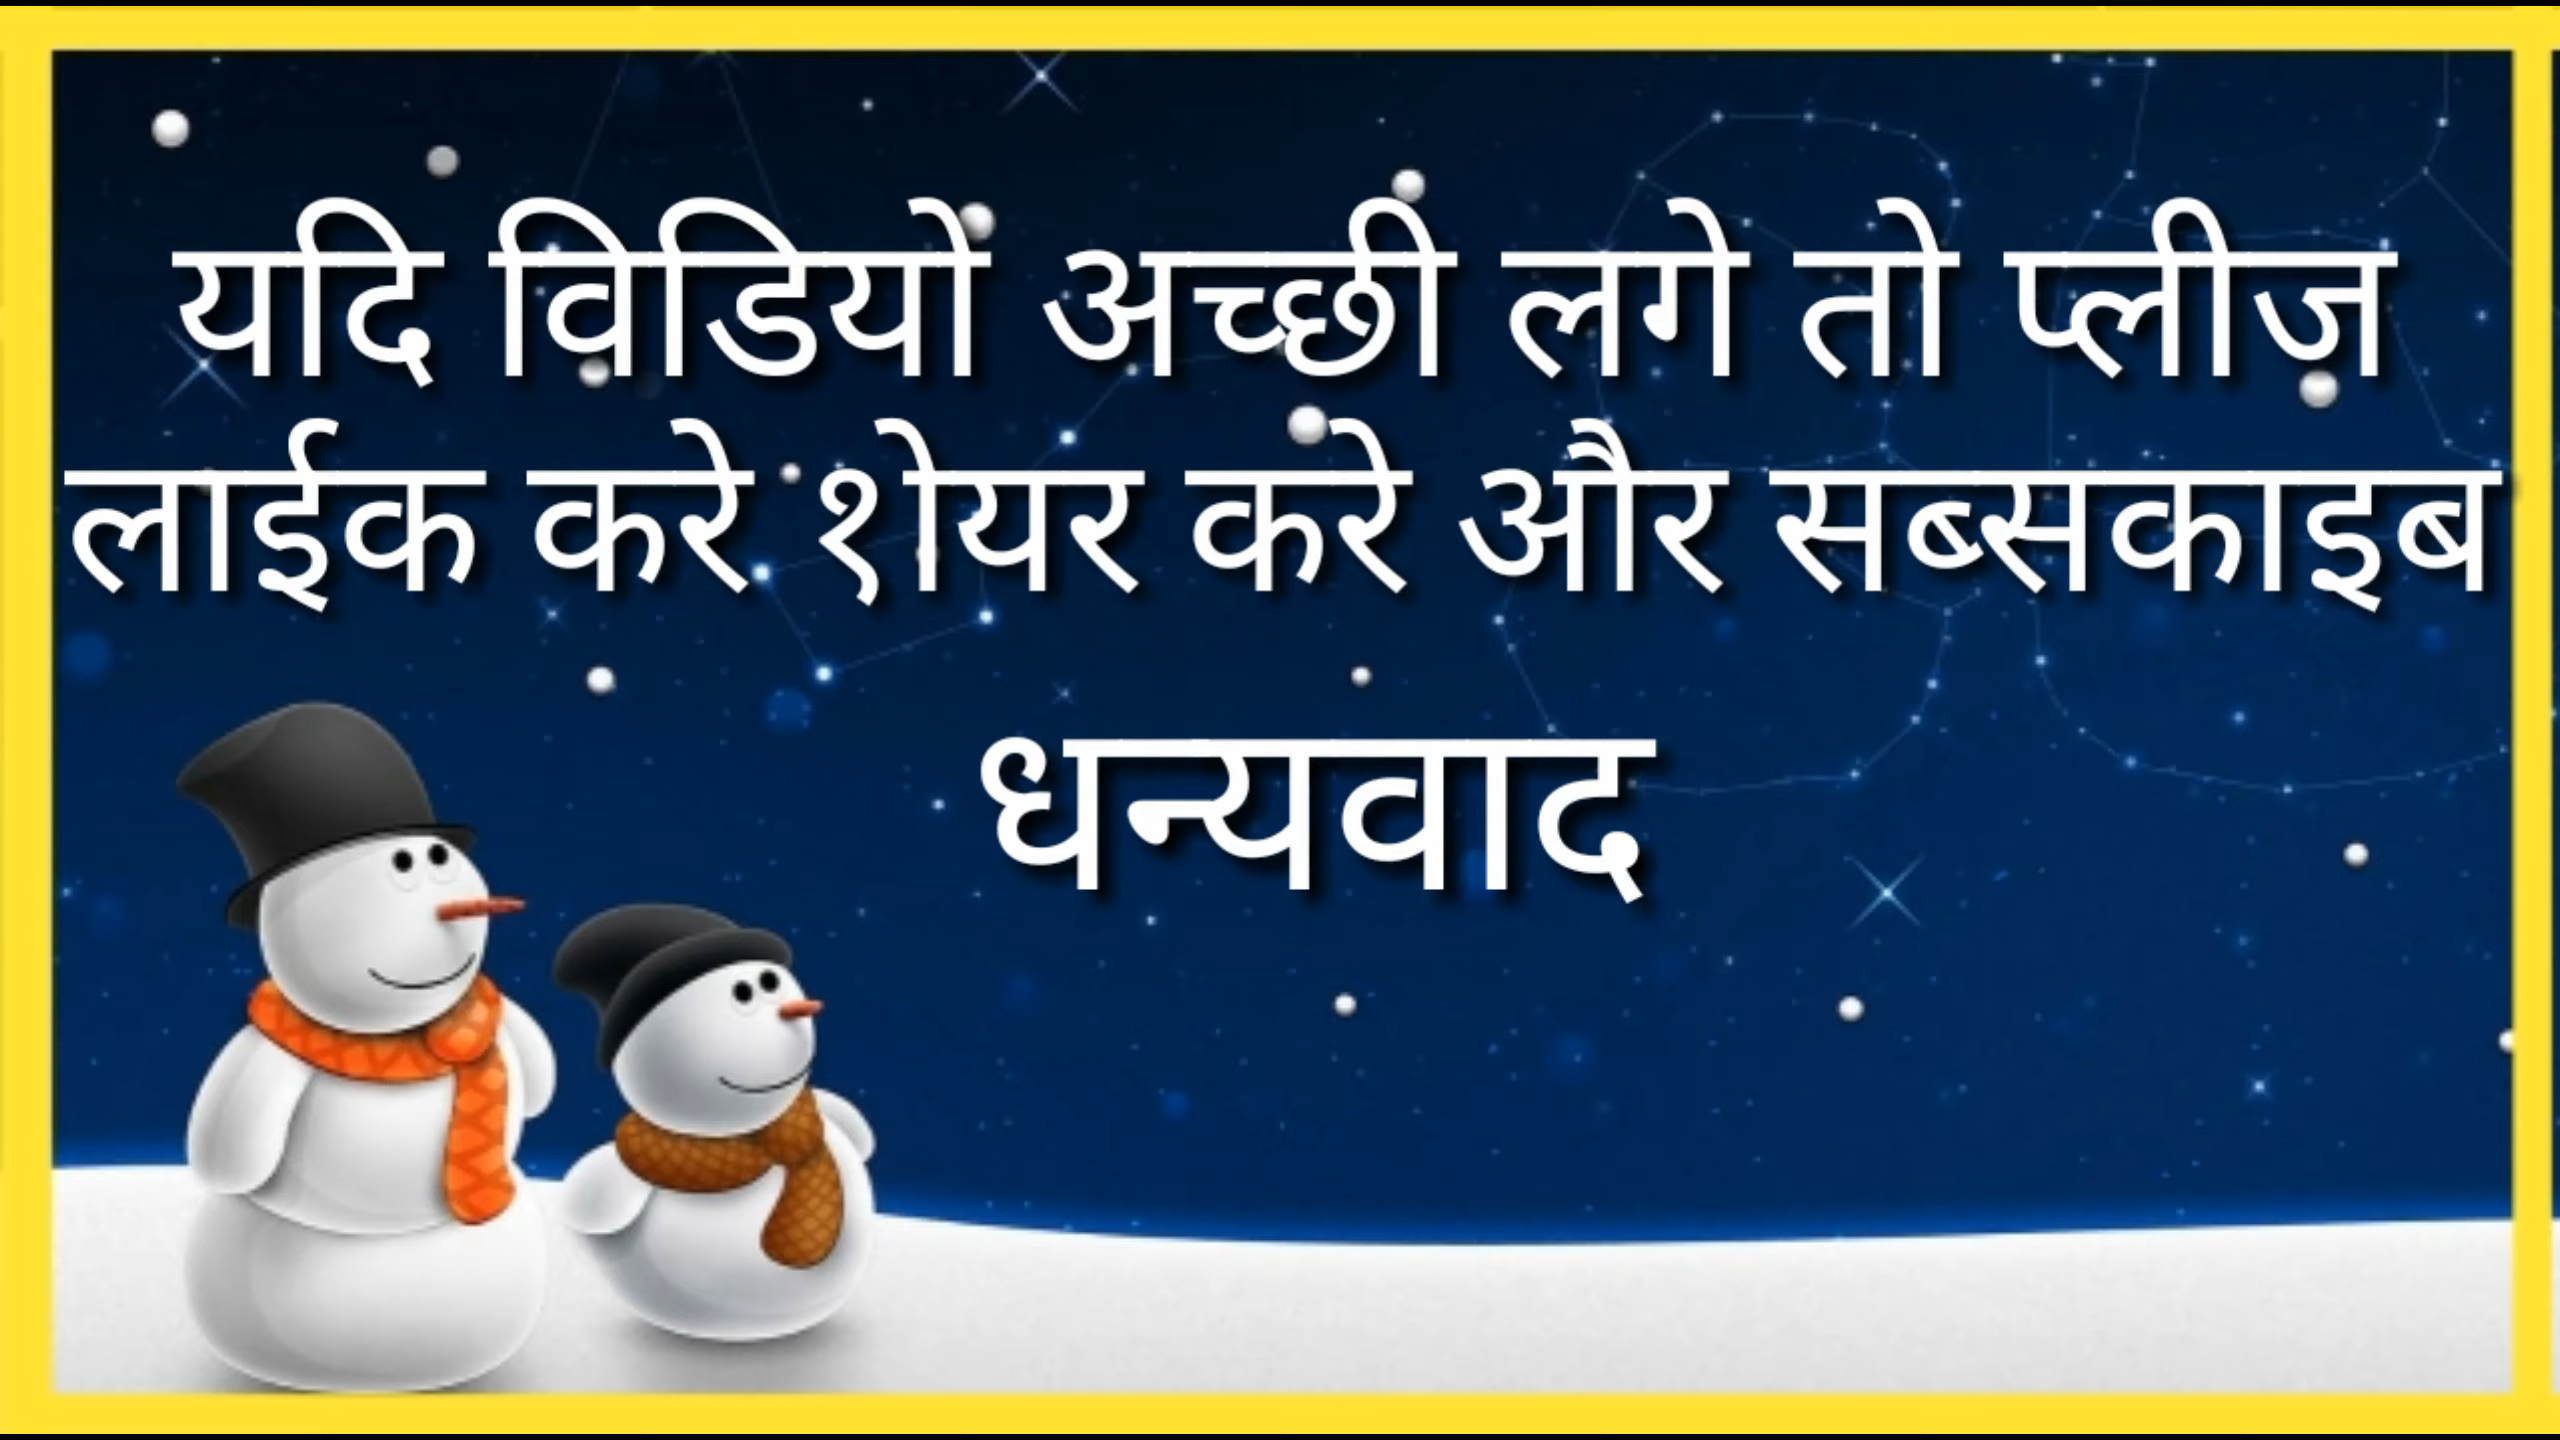 यदि विडियो अच्छी लगे तो प्लीज़
लाईक करे शेयर करे और सब्सकाइब
धन्यवाद